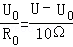 U₀/R₀ = (U − U₀)/10Ω